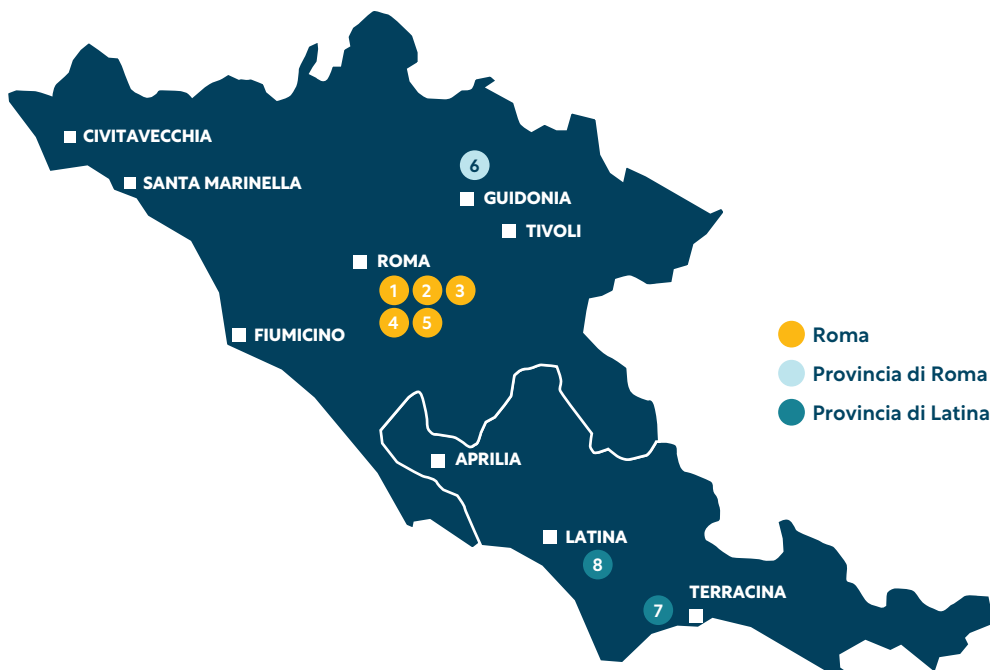 CIVITAVECCHIA
6
SANTA MARINELLA
GUIDONIA
TIVOLI
ROMA
1 2 3
4 5
FIUMICINO
Roma
Provincia di Roma
Provincia di Latina
APRILIA
LATINA
8
TERRACINA
7